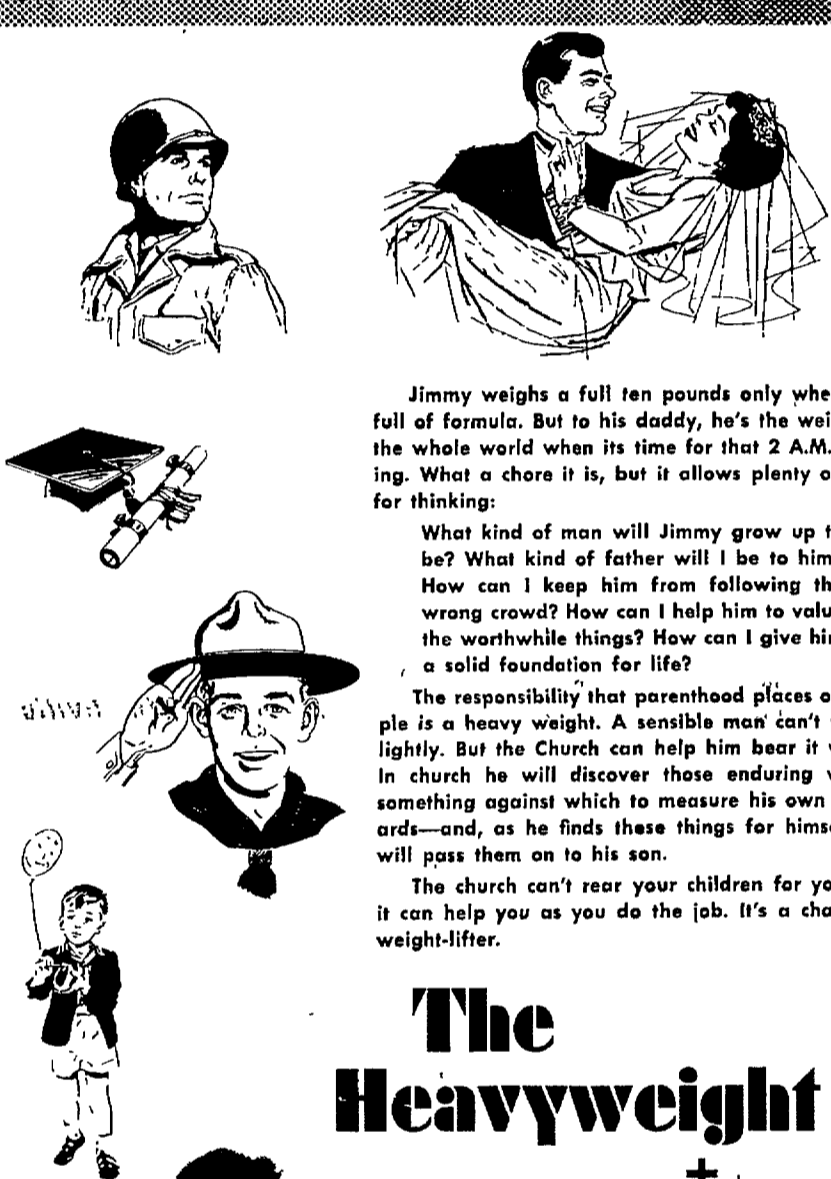 Jimmy weighs a full ten pounds only whe
full of formula. But to his daddy, he's the wei
the whole world when its time for that 2 A.M.
ing. What a chore it is, but it allows plenty o
for thinking:
What kind of man will Jimmy grow up t
be? What kind of father will I be to him
How can I keep him from following th
wrong crowd? How can I help him to valu
the worthwhile things? How can I give hi
a solid foundation for life?
The responsibility that parenthood places o
ple is a heavy weight. A sensible man can't
lightly. But the Church can help him bear it
In church he will discover those enduring v
something against which to measure his own
ards—and, as he finds these things for himse
will pass them on to his son.
The church can't rear your children for yo
it can help you as you do the job. It's a cha
weight-lifter.
The
Heavyweight